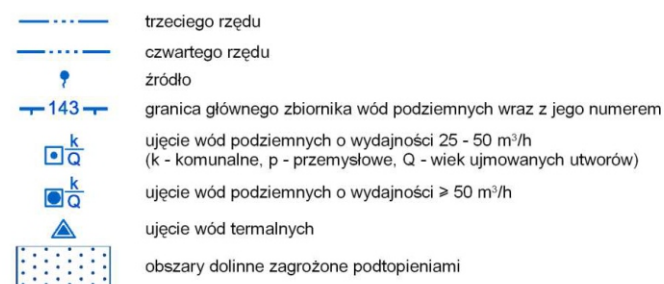 trzeciego rzędu
czwartego rzędu
źródło
143 granica głównego zbiornika wód podziemnych wraz z jego numerem
k
Q
ujęcie wód podziemnych o wydajności 25 - 50 m³/h
(k - komunalne, p - przemysłowe, Q - wiek ujmowanych utworów)
k
Q
ujęcie wód podziemnych o wydajności ≥ 50 m³/h
ujęcie wód termalnych
obszary dolinne zagrożone podtopieniami